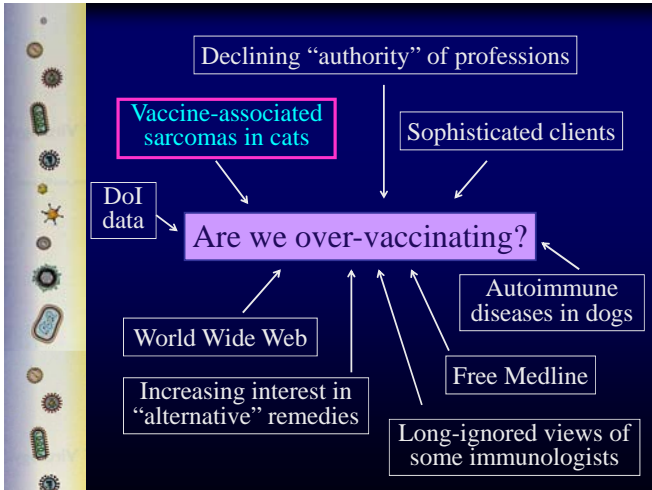 Declining “authority” of professions
Vaccine-associated
sarcomas in cats
Sophisticated clients
DoI
data
Are we over-vaccinating?
Autoimmune
diseases in dogs
World Wide Web
Free Medline
Increasing interest in
“alternative” remedies
Long-ignored views of
some immunologists